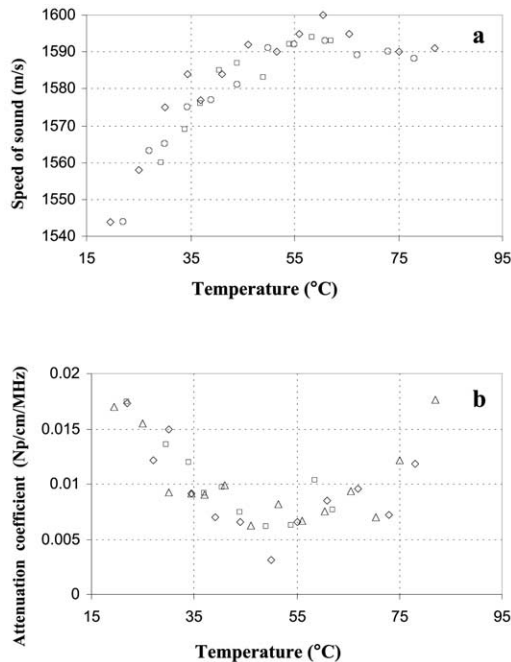 1600
a
1590
1580
1570
1560
1550
1540
Speed of sound (m/s)
15 35 55 75 95
Temperature (°C)
0.02
b
0.015
0.01
0.005
0
Attenuation coefficient (Np/cm/MHz)
15 35 55 75 95
Temperature (°C)